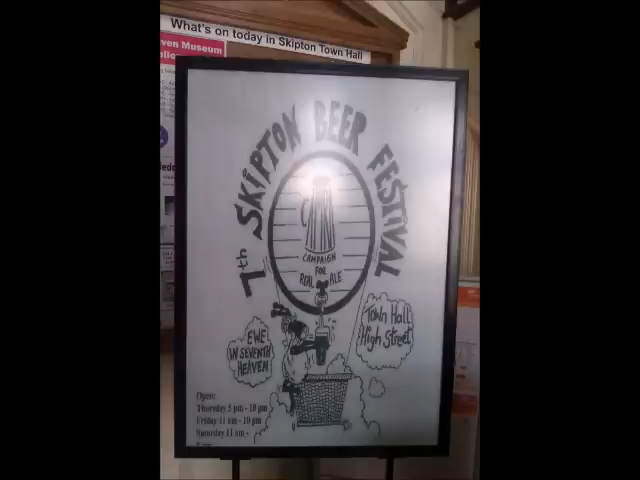 What's on today in Skipton Town Hall
ven Museum
7th SKIPTON BEER FESTIVAL
CAMPAIGN
FOR
REAL ALE
Town Hall
High Street
EWE
IN SEVENTH
HEAVEN
Open:
Thursday 5 pm - 10 pm
Friday 11 am - 10 pm
Saturday 11 am -